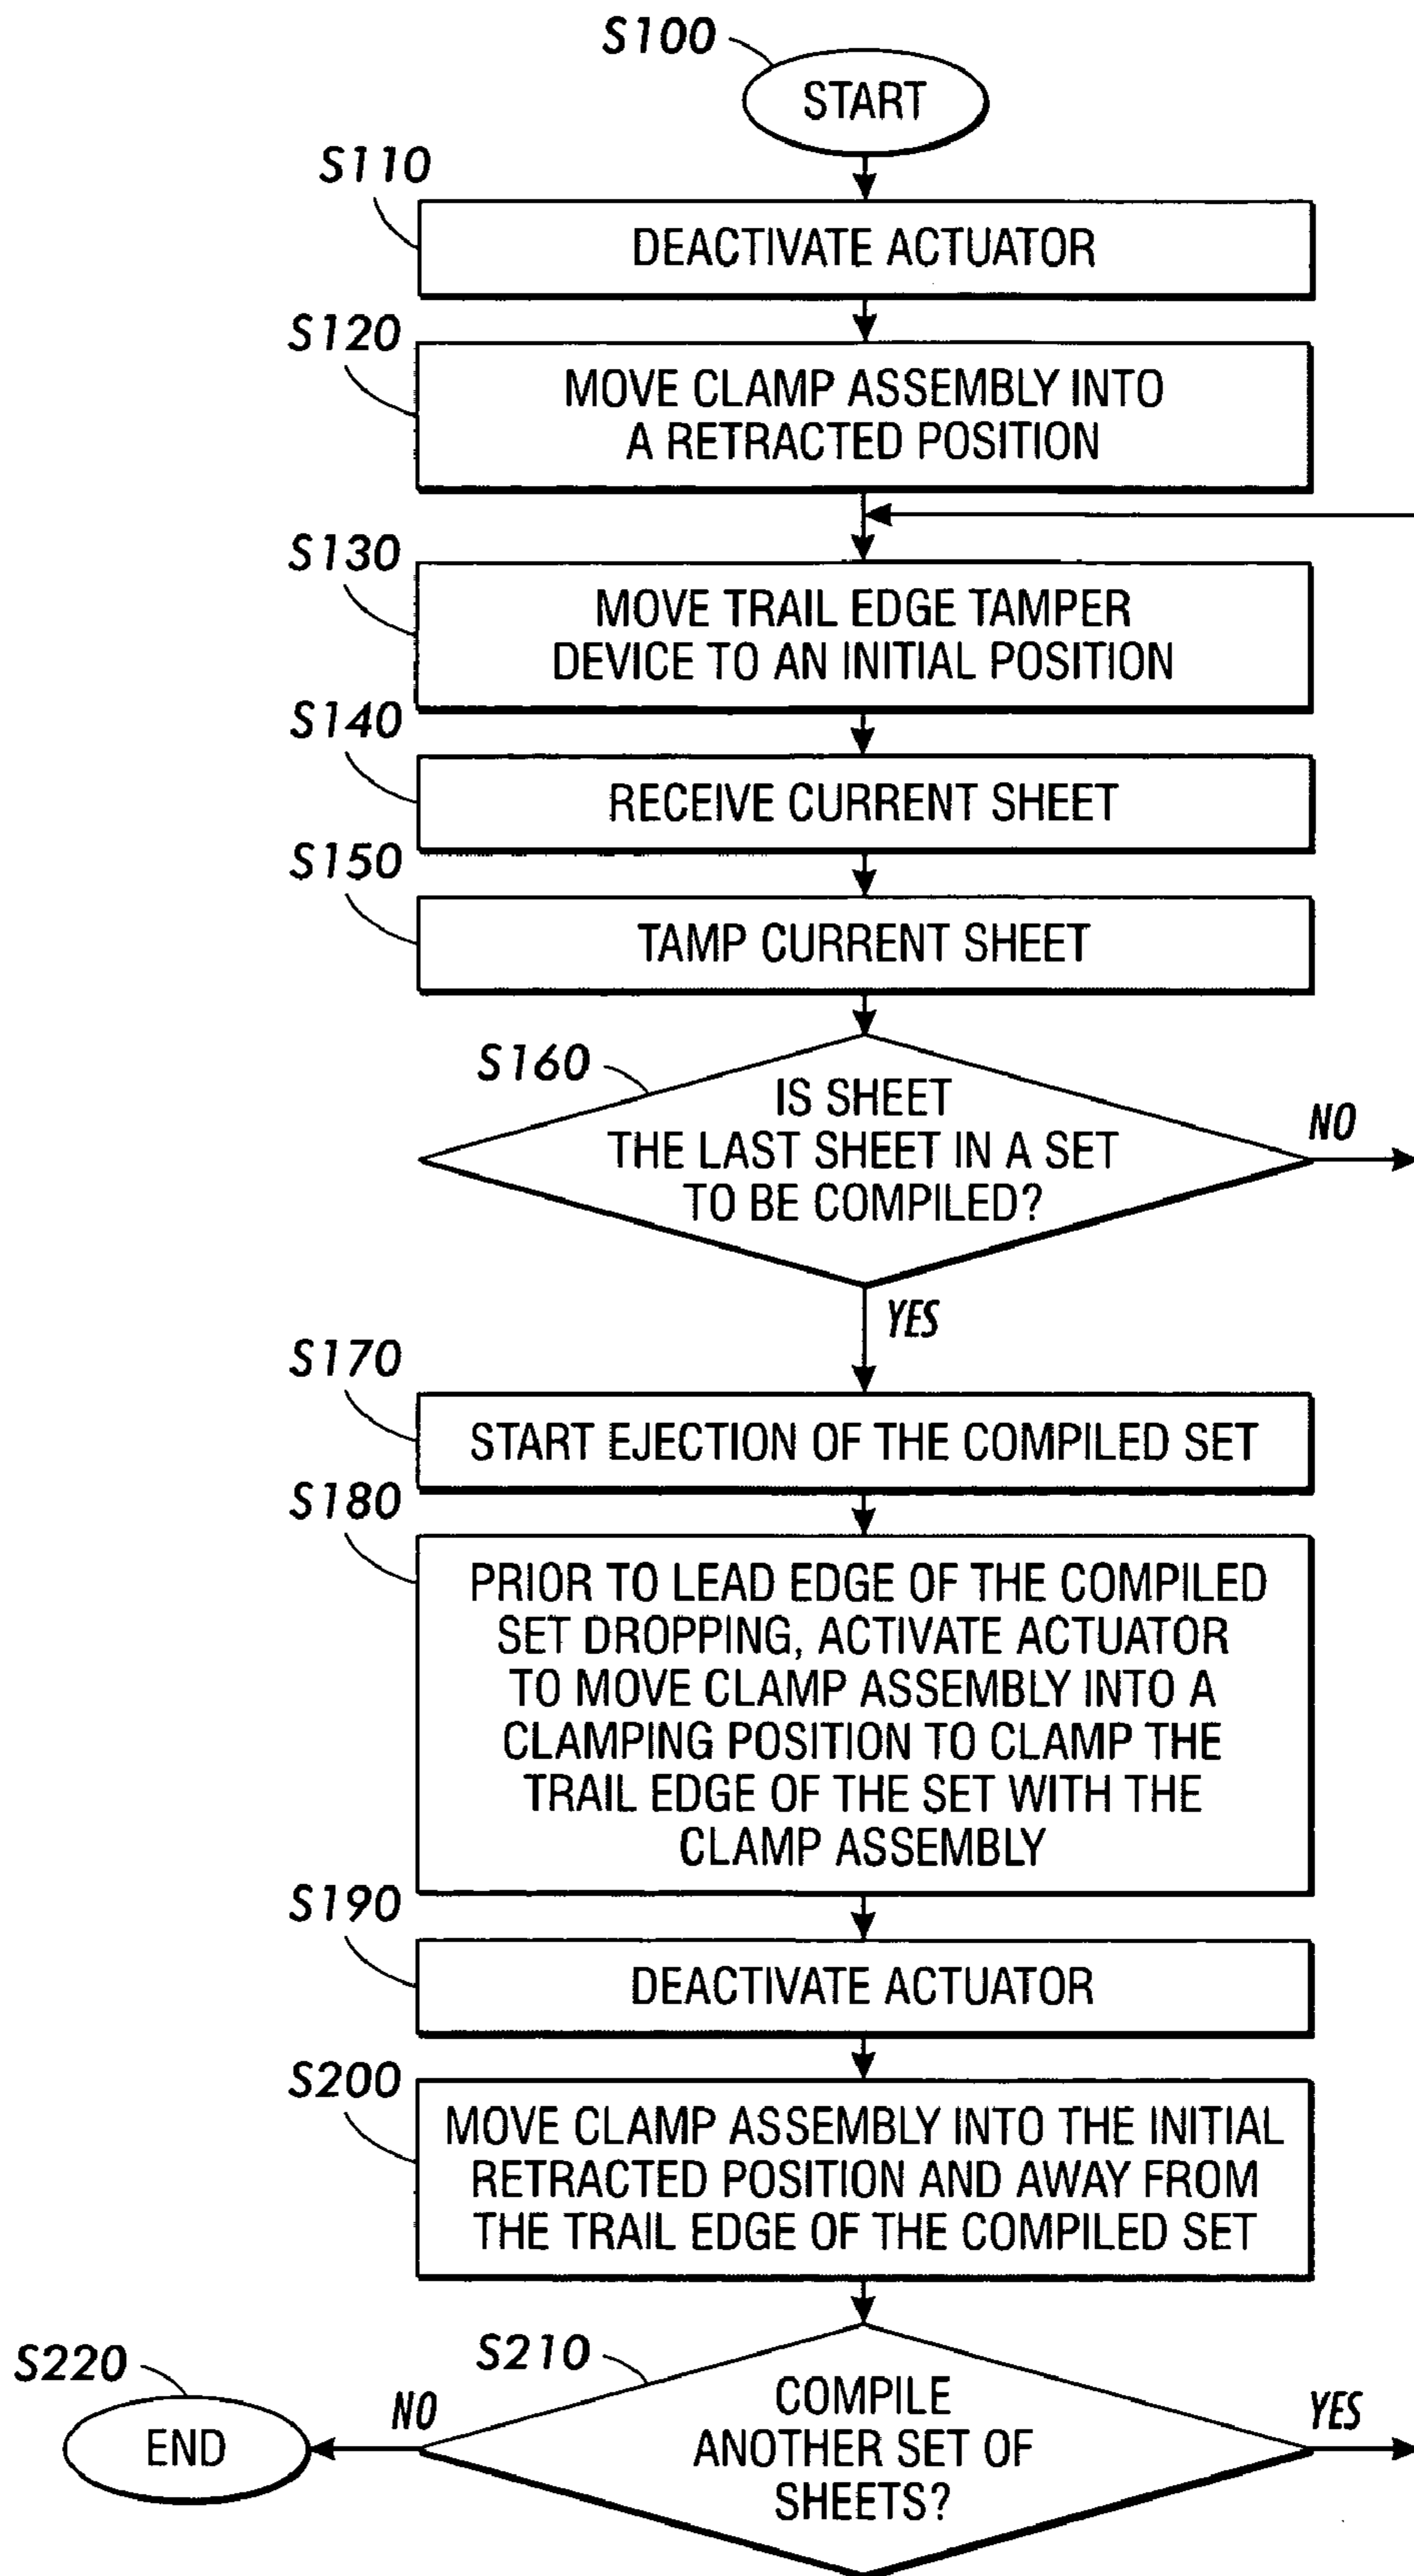 S100
START
S110
DEACTIVATE ACTUATOR
S120
MOVE CLAMP ASSEMBLY INTO
A RETRACTED POSITION
S130
MOVE TRAIL EDGE TAMPER
DEVICE TO AN INITIAL POSITION
S140
RECEIVE CURRENT SHEET
S150
TAMP CURRENT SHEET
S160
IS SHEET
THE LAST SHEET IN A SET
TO BE COMPILED?
NO
YES
S170
START EJECTION OF THE COMPILED SET
S180
PRIOR TO LEAD EDGE OF THE COMPILED
SET DROPPING, ACTIVATE ACTUATOR
TO MOVE CLAMP ASSEMBLY INTO A
CLAMPING POSITION TO CLAMP THE
TRAIL EDGE OF THE SET WITH THE
CLAMP ASSEMBLY
S190
DEACTIVATE ACTUATOR
S200
MOVE CLAMP ASSEMBLY INTO THE INITIAL
RETRACTED POSITION AND AWAY FROM
THE TRAIL EDGE OF THE COMPILED SET
S210
COMPILE
ANOTHER SET OF
SHEETS?
YES
NO
S220
END